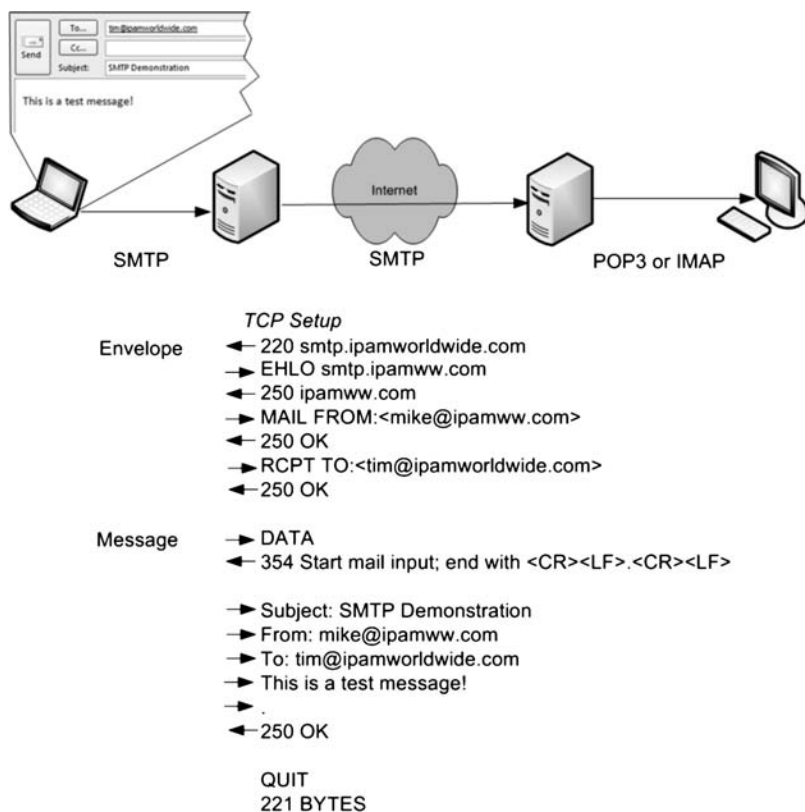 To...
tim@ipamworldwide.com
Send
Cc...
Subject:
SMTP Demonstration
This is a test message!
Internet
SMTP
SMTP
POP3 or IMAP
TCP Setup
Envelope
220 smtp.ipamworldwide.com
EHLO smtp.ipamww.com
250 ipamww.com
MAIL FROM:<mike@ipamww.com>
250 OK
RCPT TO:<tim@ipamworldwide.com>
250 OK
Message
DATA
354 Start mail input; end with <CR><LF>.<CR><LF>
Subject: SMTP Demonstration
From: mike@ipamww.com
To: tim@ipamworldwide.com
This is a test message!
.
250 OK
QUIT
221 BYTES